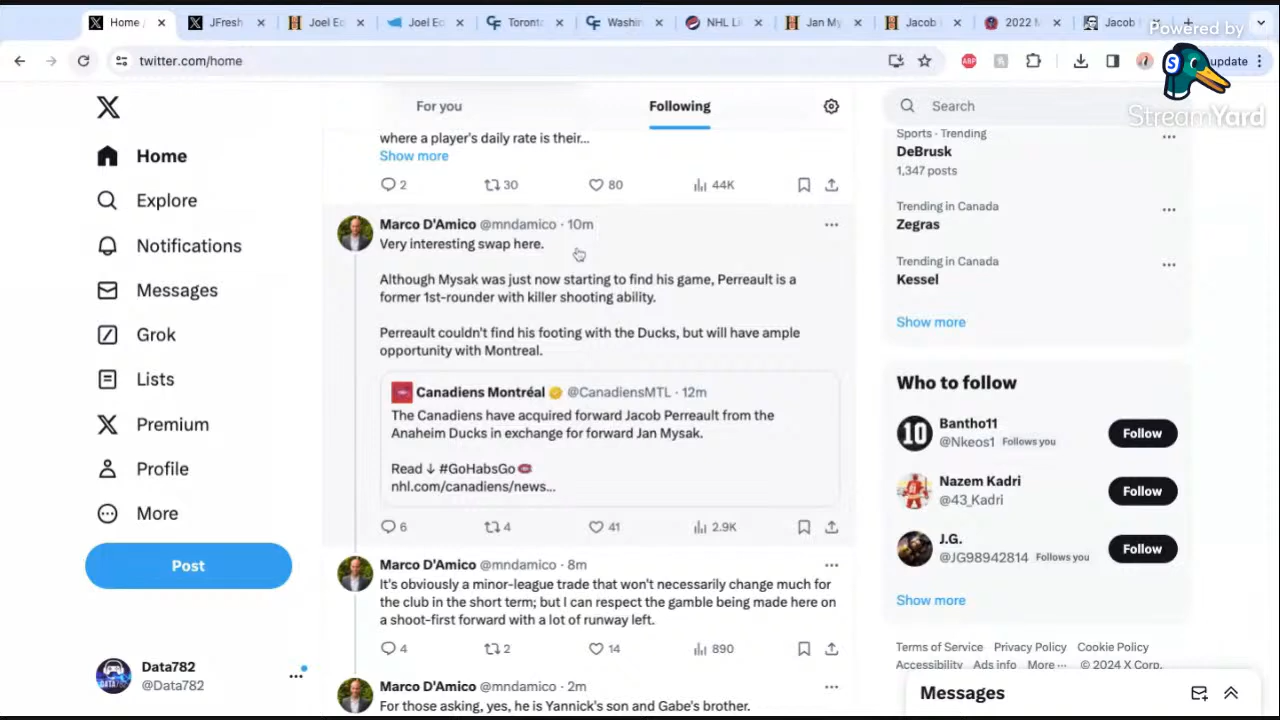 Home /
JFresh
Joel Ec
Joel Ec
Toront
Washin
NHL Li
Jan My
Jacob
2022 M
Jacob
Powered by
twitter.com/home
ABP
update
StreamYard
For you
Following
Search
Home
Explore
Notifications
Messages
Grok
Lists
Premium
Profile
More
Post
Data782
@Data782
where a player's daily rate is their...
Show more
2
30
80
44K
Marco D'Amico @mndamico · 10m
Very interesting swap here.
Although Mysak was just now starting to find his game, Perreault is a
former 1st-rounder with killer shooting ability.
Perreault couldn't find his footing with the Ducks, but will have ample
opportunity with Montreal.
Canadiens Montréal @CanadiensMTL · 12m
The Canadiens have acquired forward Jacob Perreault from the
Anaheim Ducks in exchange for forward Jan Mysak.
Read ↓ #GoHabsGo
nhl.com/canadiens/news...
6
4
41
2.9K
Marco D'Amico @mndamico · 8m
It's obviously a minor-league trade that won't necessarily change much for
the club in the short term; but I can respect the gamble being made here on
a shoot-first forward with a lot of runway left.
4
2
14
890
Marco D'Amico @mndamico · 2m
For those asking, yes, he is Yannick's son and Gabe's brother.
Sports · Trending
DeBrusk
1,347 posts
Trending in Canada
Zegras
Trending in Canada
Kessel
Show more
Who to follow
10
Bantho11
@Nkeos1 Follows you
Follow
Nazem Kadri
@43_Kadri
Follow
J.G.
@JG98942814 Follows you
Follow
Show more
Terms of Service Privacy Policy Cookie Policy
Accessibility Ads info More ··· © 2024 X Corp.
Messages